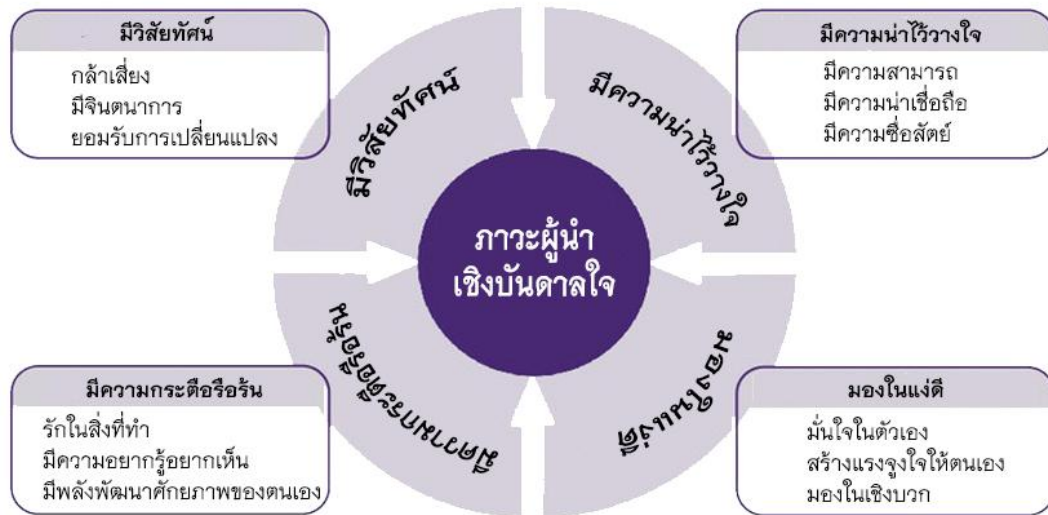 มีวิสัยทัศน์
กล้าเสี่ยง
มีจินตนาการ
ยอมรับการเปลี่ยนแปลง
มีความน่าไว้วางใจ
มีความสามารถ
มีความน่าเชื่อถือ
มีความซื่อสัตย์
มีวิสัยทัศน์
มีความน่าไว้วางใจ
ภาวะผู้นำ
เชิงบันดาลใจ
มีความกระตือรือร้น
มองในแง่ดี
มีความกระตือรือร้น
รักในสิ่งที่ทำ
มีความอยากรู้อยากเห็น
มีพลังพัฒนาศักยภาพของตนเอง
มองในแง่ดี
มั่นใจในตัวเอง
สร้างแรงจูงใจให้ตนเอง
มองในเชิงบวก